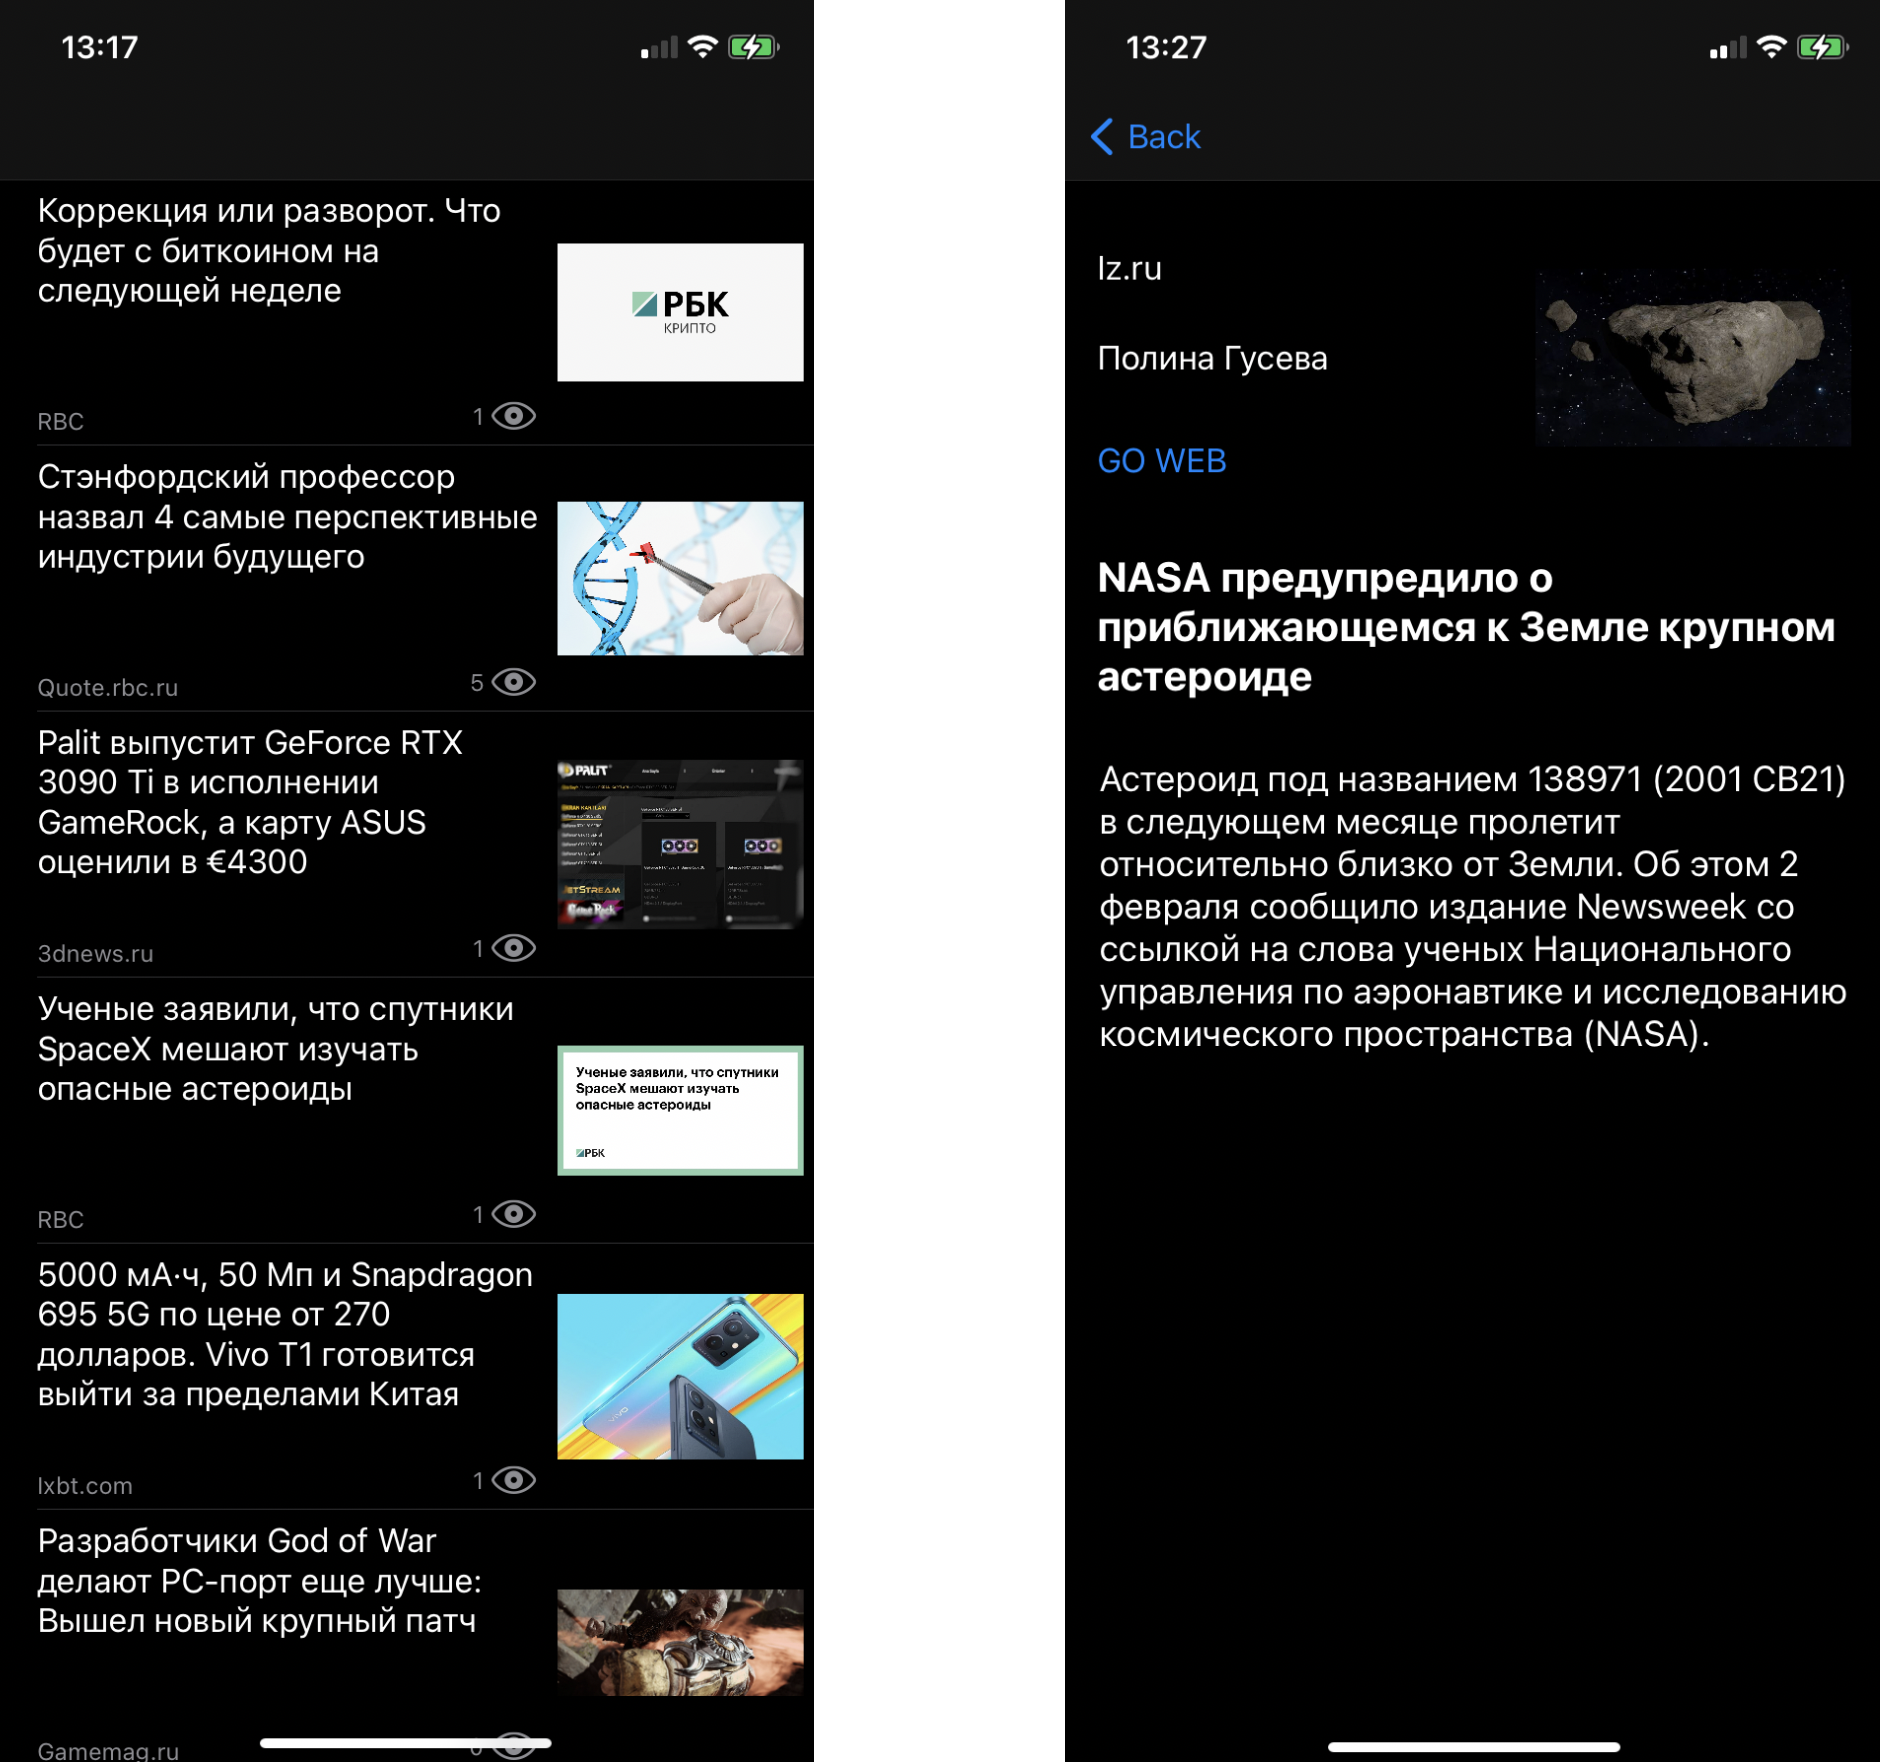 13:17
Коррекция или разворот. Что
будет с биткоином на
следующей неделе
РБК
КРИПТО
RBC
1
Стэнфордский профессор
назвал 4 самые перспективные
индустрии будущего
Quote.rbc.ru
5
Palit выпустит GeForce RTX
3090 Ti в исполнении
GameRock, а карту ASUS
оценили в €4300
PALIT
JETSTREAM
GameRock
3dnews.ru
1
Ученые заявили, что спутники
SpaceX мешают изучать
опасные астероиды
Ученые заявили, что спутники
SpaceX мешают изучать
опасные астероиды
РБК
RBC
1
5000 мА·ч, 50 Мп и Snapdragon
695 5G по цене от 270
долларов. Vivo T1 готовится
выйти за пределами Китая
vivo
Ixbt.com
1
Разработчики God of War
делают PC-порт еще лучше:
Вышел новый крупный патч
Gamemag.ru
13:27
Back
Iz.ru
Полина Гусева
GO WEB
NASA предупредило о
приближающемся к Земле крупном
астероиде
Астероид под названием 138971 (2001 CB21)
в следующем месяце пролетит
относительно близко от Земли. Об этом 2
февраля сообщило издание Newsweek со
ссылкой на слова ученых Национального
управления по аэронавтике и исследованию
космического пространства (NASA).